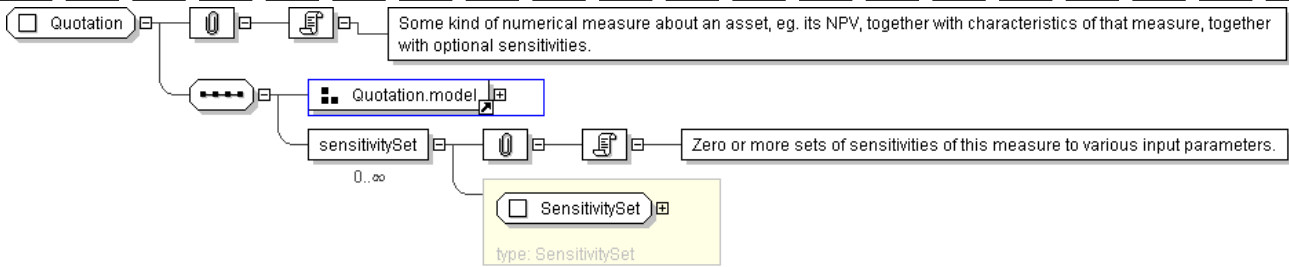 Quotation
Some kind of numerical measure about an asset, eg. its NPV, together with characteristics of that measure, together
with optional sensitivities.
Quotation.model
sensitivitySet
Zero or more sets of sensitivities of this measure to various input parameters.
0..∞
SensitivitySet
type: SensitivitySet